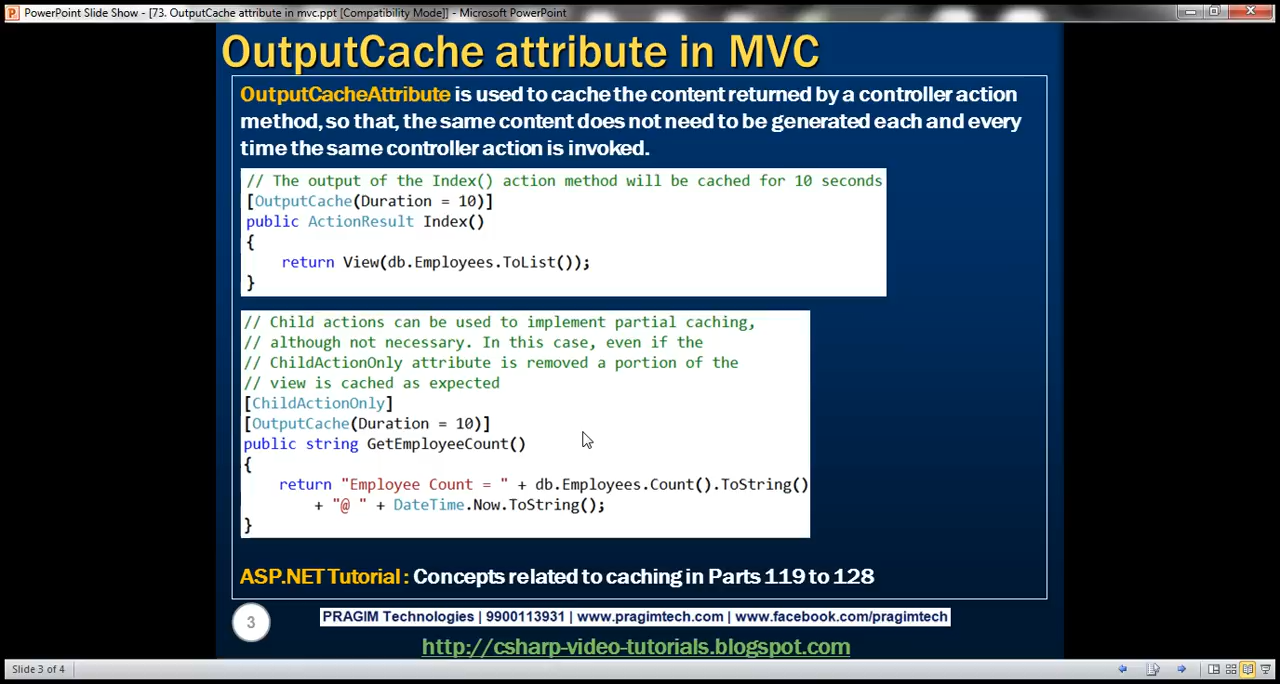 PowerPoint Slide Show - [73. OutputCache attribute in mvc.ppt [Compatibility Mode]] - Microsoft PowerPoint
OutputCache attribute in MVC
OutputCacheAttribute is used to cache the content returned by a controller action
method, so that, the same content does not need to be generated each and every
time the same controller action is invoked.
// The output of the Index() action method will be cached for 10 seconds
[OutputCache(Duration = 10)]
public ActionResult Index()
{
return View(db.Employees.ToList());
}
// Child actions can be used to implement partial caching,
// although not necessary. In this case, even if the
// ChildActionOnly attribute is removed a portion of the
// view is cached as expected
[ChildActionOnly]
[OutputCache(Duration = 10)]
public string GetEmployeeCount()
{
return "Employee Count = " + db.Employees.Count().ToString()
+ "@ " + DateTime.Now.ToString();
}
ASP.NET Tutorial : Concepts related to caching in Parts 119 to 128
3
PRAGIM Technologies | 9900113931 | www.pragimtech.com | www.facebook.com/pragimtech
http://csharp-video-tutorials.blogspot.com
Slide 3 of 4